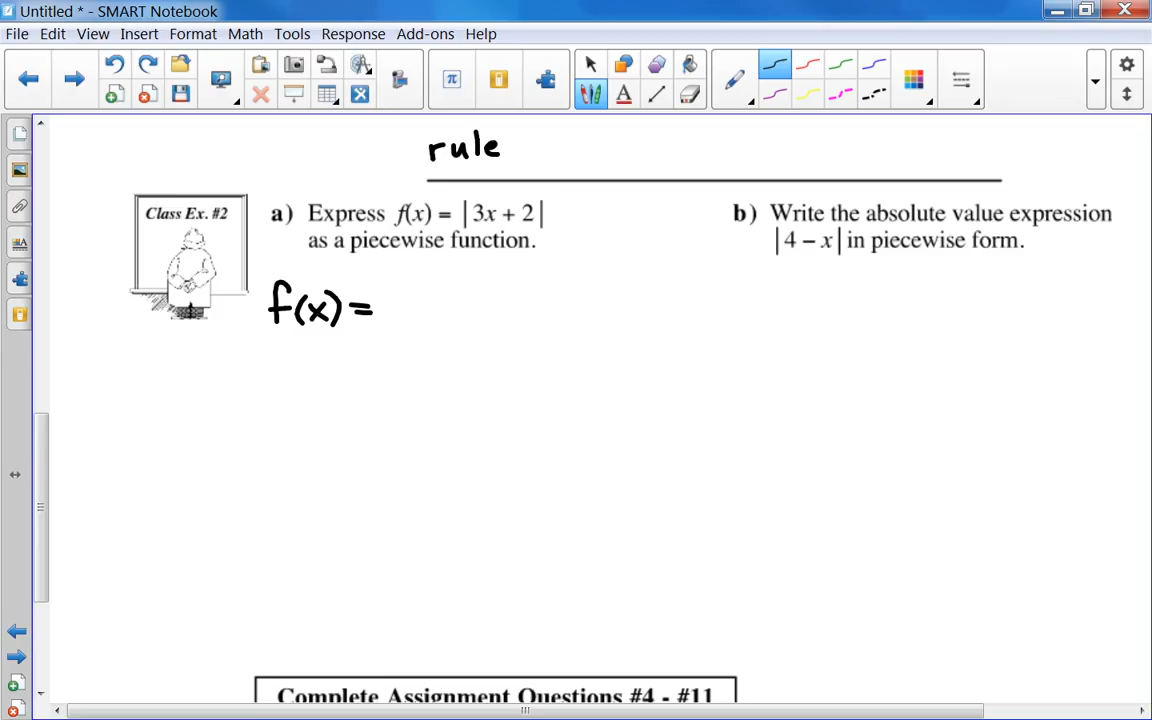 Untitled * - SMART Notebook
File Edit View Insert Format Math Tools Response Add-ons Help
rule
Class Ex. #2
a) Express f(x) = |3x + 2|
as a piecewise function.
b) Write the absolute value expression
|4 − x| in piecewise form.
f(x) =
Complete Assignment Questions #4 - #11